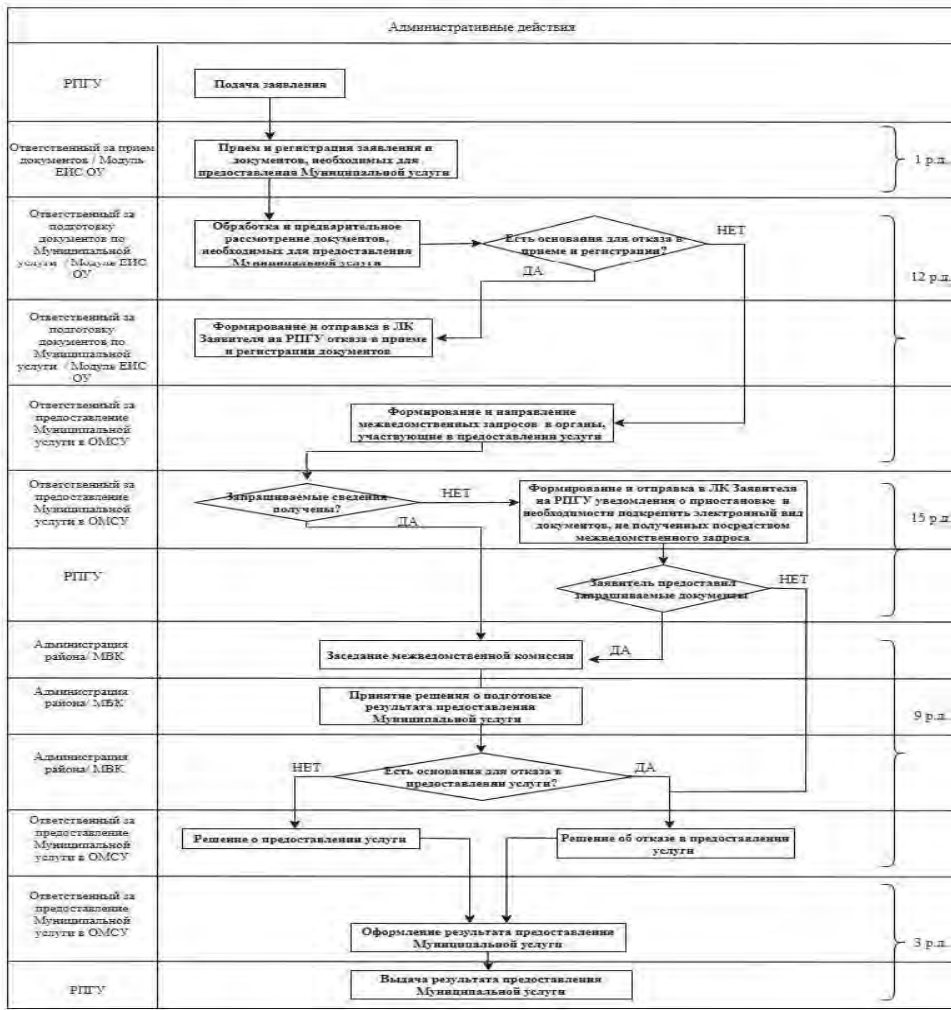 Административные действия
РПГУ
Подача заявления
Ответственный за прием
документов / Модуль
ЕИС ОУ
Прием и регистрация заявления и
документов, необходимых для
предоставления Муниципальной услуги
1 р.д.
Ответственный за
подготовку
документов по
Муниципальной
услуги / Модуль ЕИС
ОУ
Обработка и предварительное
рассмотрение документов,
необходимых для предоставления
Муниципальной услуги
Есть основания для отказа в
приеме и регистрации?
НЕТ
ДА
12 р.д.
Ответственный за
подготовку
документов по
Муниципальной
услуги / Модуль ЕИС
ОУ
Формирование и отправка в ЛК
Заявителя на РПГУ отказа в приеме
и регистрации документов
Ответственный за
предоставление
Муниципальной
услуги в ОМСУ
Формирование и направление
межведомственных запросов в органы,
участвующие в предоставлении услуги
Ответственный за
предоставление
Муниципальной
услуги в ОМСУ
Запрашиваемые сведения
получены?
НЕТ
ДА
Формирование и отправка в ЛК Заявителя
на РПГУ уведомления о приостановке и
необходимости подкрепить электронный вид
документов, не полученных посредством
межведомственного запроса
15 р.д.
РПГУ
Заявитель предоставил
запрашиваемые документы
НЕТ
ДА
Администрация
района/ МВК
Заседание межведомственной комиссии
Администрация
района/ МВК
Принятие решения о подготовке
результата предоставления
Муниципальной услуги
9 р.д.
Администрация
района/ МВК
НЕТ
Есть основания для отказа в
предоставлении услуги?
ДА
Ответственный за
предоставление
Муниципальной
услуги в ОМСУ
Решение о предоставлении услуги
Решение об отказе в предоставления
услуги
Ответственный за
предоставление
Муниципальной
услуги в ОМСУ
Оформление результата предоставления
Муниципальной услуги
3 р.д.
РПГУ
Выдача результата предоставления
Муниципальной услуги